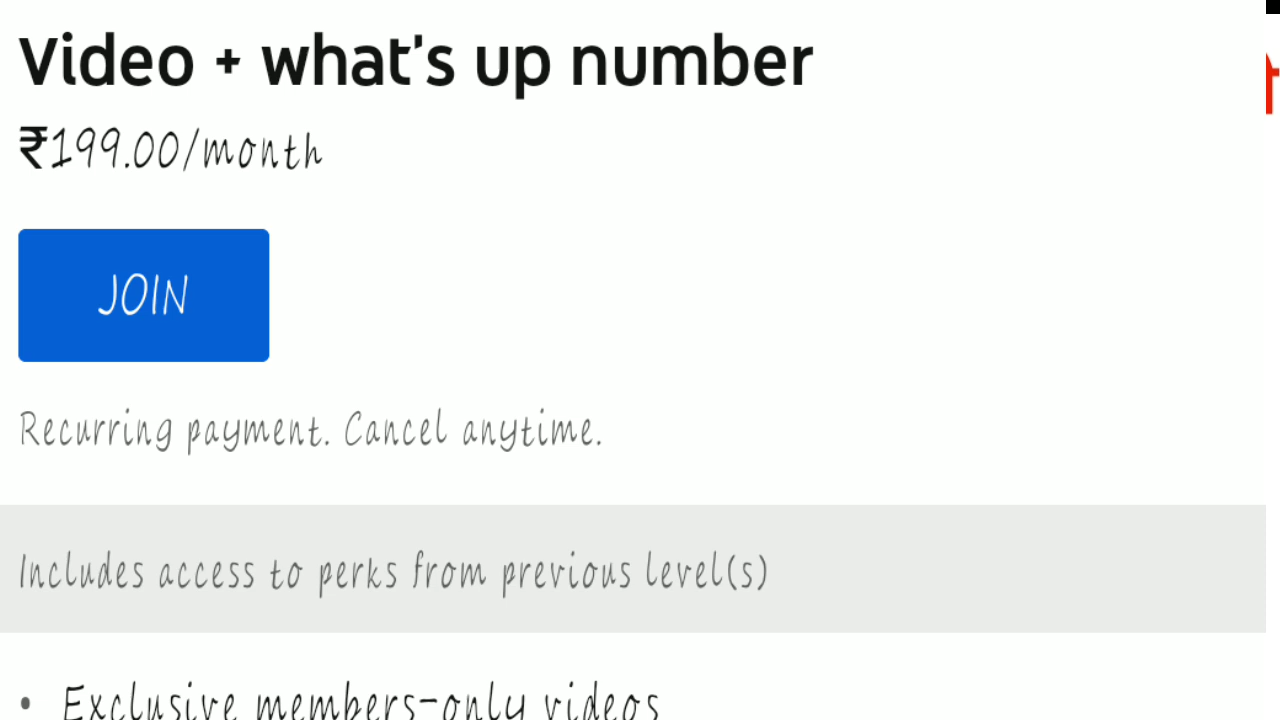 Video + what's up number
₹199.00/month
JOIN
Recurring payment. Cancel anytime.
Includes access to perks from previous level(s)
• Exclusive members-only videos